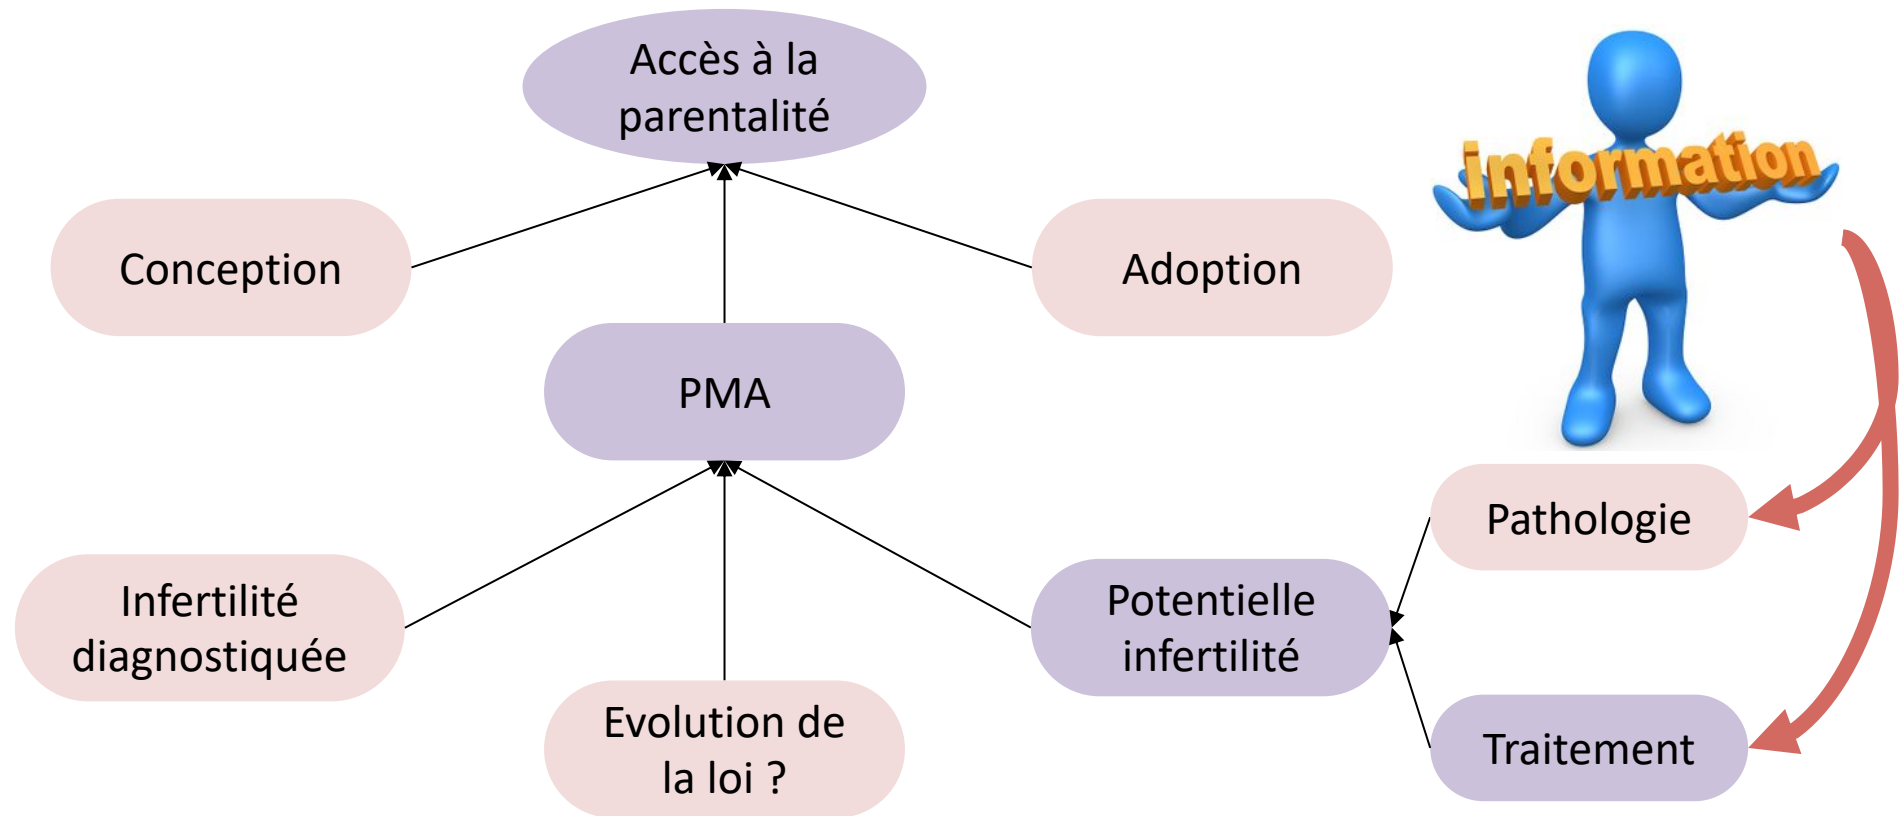 Accès à la
parentalité
information
Conception
Adoption
PMA
Pathologie
Infertilité
diagnostiquée
Potentielle
infertilité
Evolution de
la loi ?
Traitement